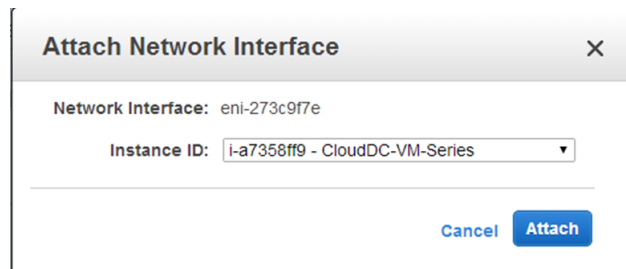 Attach Network Interface
Network Interface: eni-273c9f7e
Instance ID: i-a7358ff9 - CloudDC-VM-Series
Cancel Attach